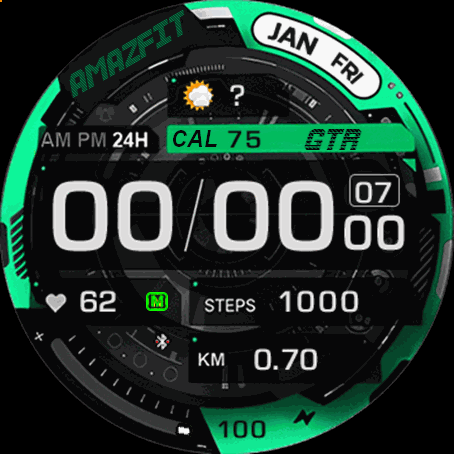 AMAZFIT
JAN FRI
?
AM PM 24H
CAL 75 GTR
00/00 07
00
62 M STEPS 1000
KM 0.70
100